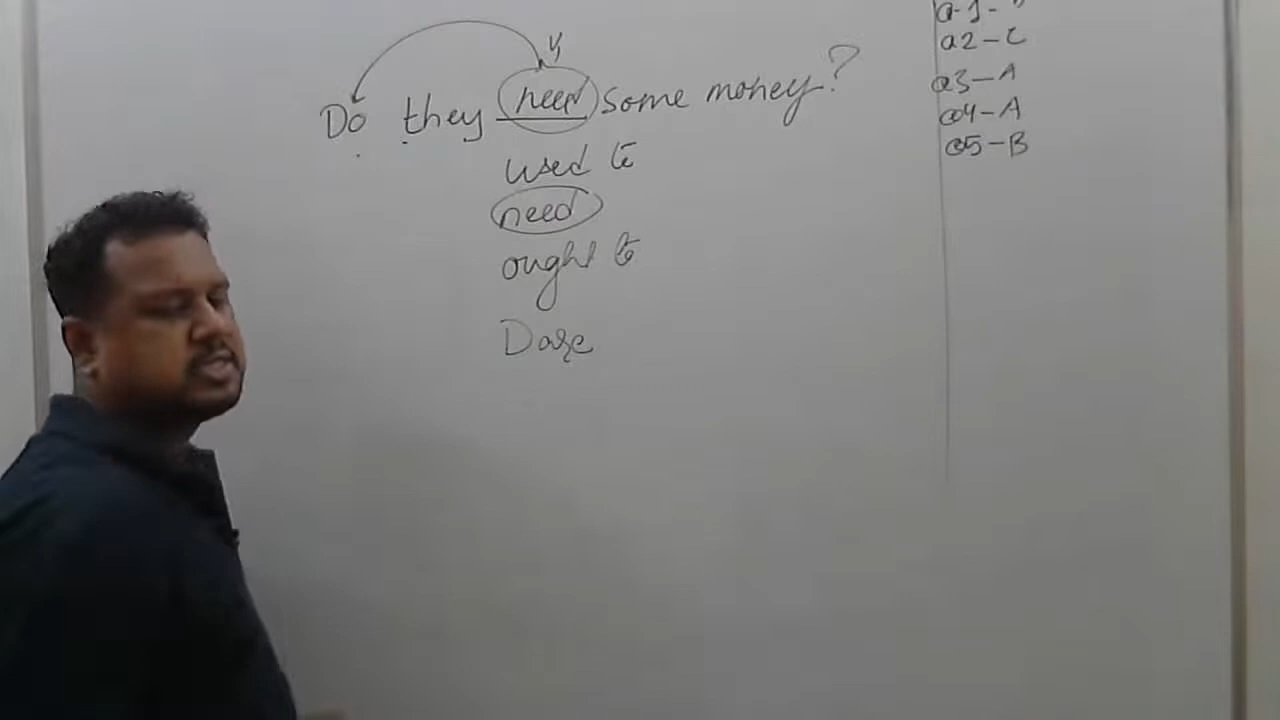 Do they need some money?
used to
need
ought to
Dare
a2-C
a3-A
a4-A
a5-B